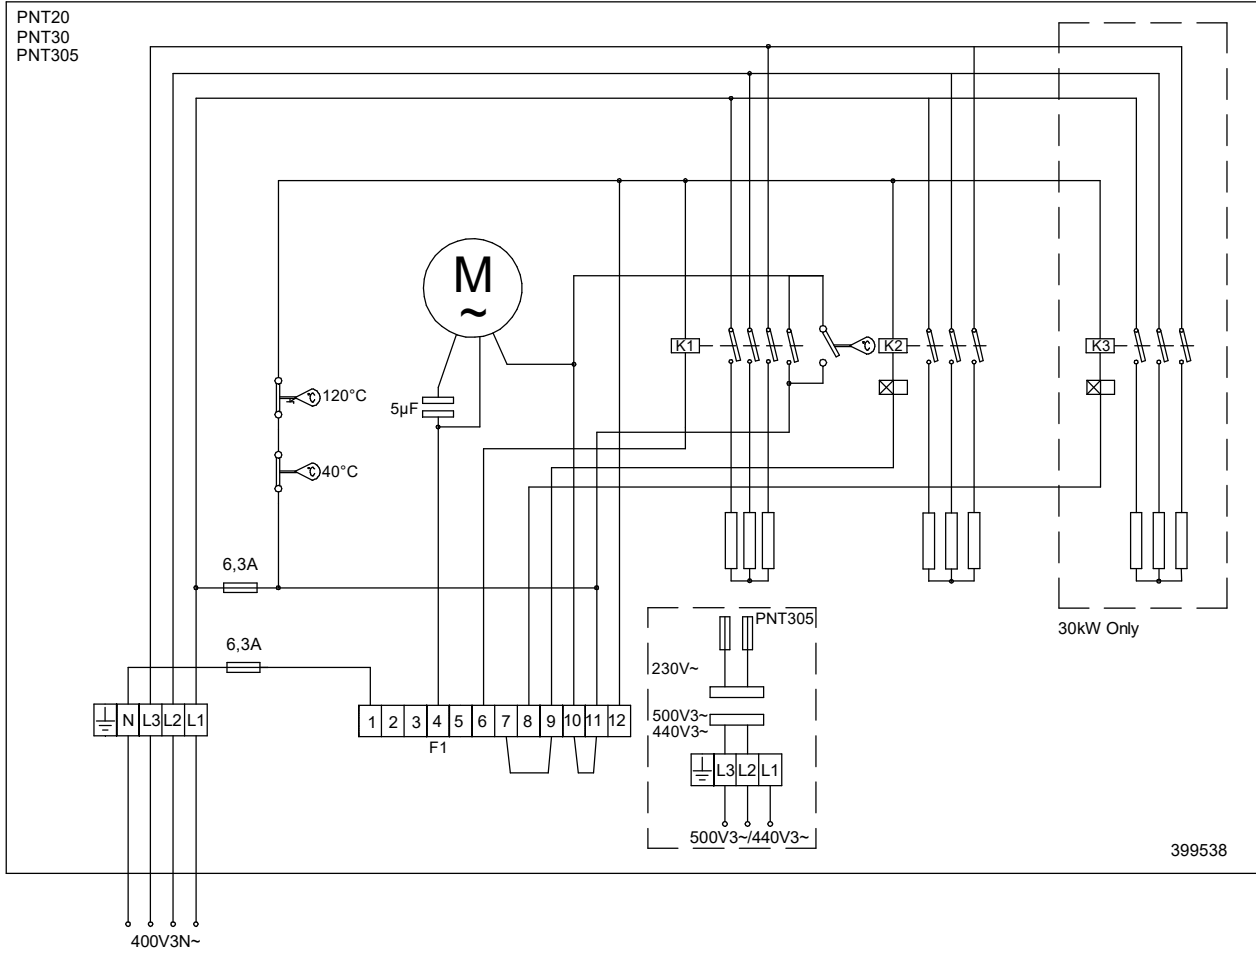 PNT20
PNT30
PNT305
M
~
K1
℃
K2
K3
℃ 120°C
5µF
℃ 40°C
6,3A
6,3A
30kW Only
PNT305
230V~
500V3~
440V3~
L3 L2 L1
500V3~/440V3~
N L3 L2 L1
1 2 3 4 5 6 7 8 9 10 11 12
F1
399538
400V3N~